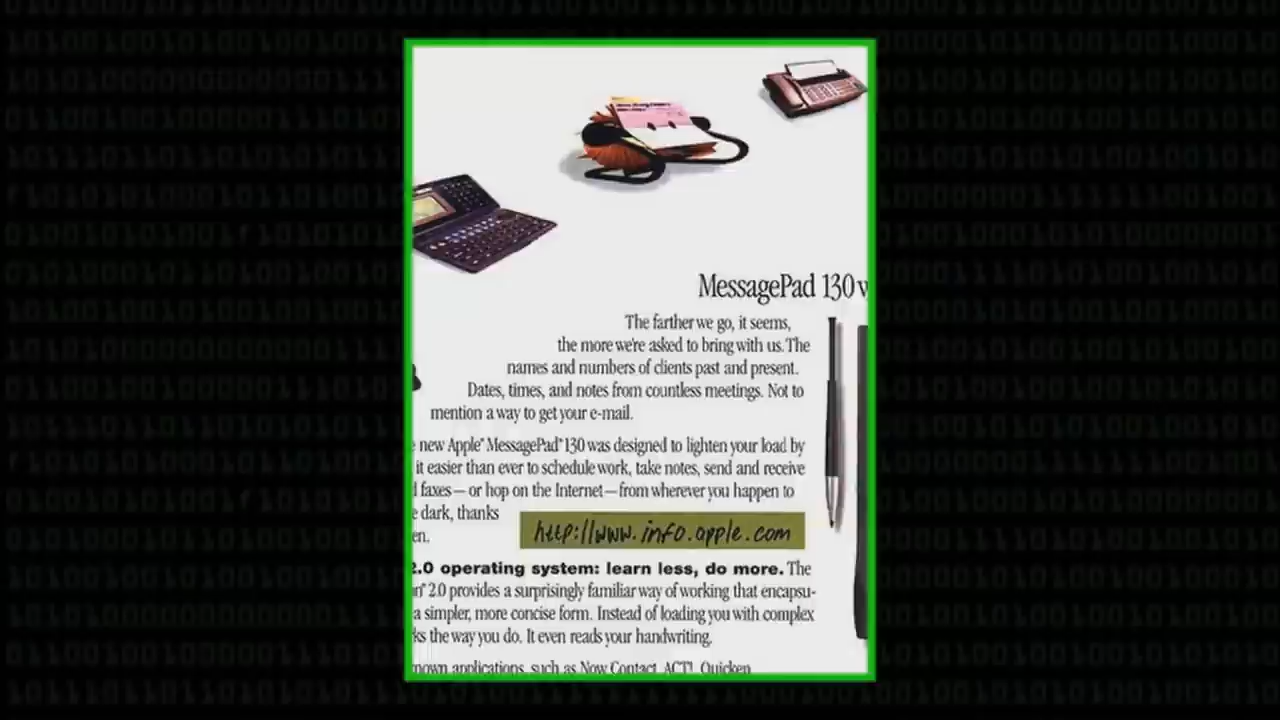 MessagePad 130
The farther we go, it seems,
the more we're asked to bring with us. The
names and numbers of clients past and present.
Dates, times, and notes from countless meetings. Not to
mention a way to get your e-mail.
new Apple® MessagePad® 130 was designed to lighten your load by
it easier than ever to schedule work, take notes, send and receive
faxes—or hop on the Internet—from wherever you happen to
dark, thanks
http://www.info.apple.com
2.0 operating system: learn less, do more. The
2.0 provides a surprisingly familiar way of working that encapsu-
a simpler, more concise form. Instead of loading you with complex
the way you do. It even reads your handwriting.
applications, such as Now Contact, ACT!, Quicken